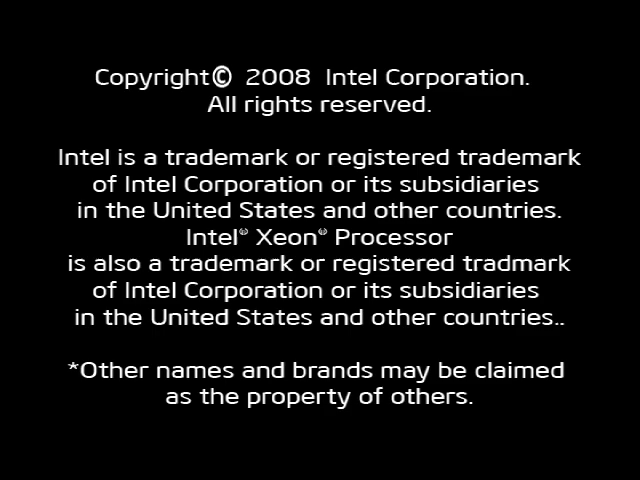 Copyright© 2008 Intel Corporation.
All rights reserved.
Intel is a trademark or registered trademark
of Intel Corporation or its subsidiaries
in the United States and other countries.
Intel® Xeon® Processor
is also a trademark or registered tradmark
of Intel Corporation or its subsidiaries
in the United States and other countries..
*Other names and brands may be claimed
as the property of others.